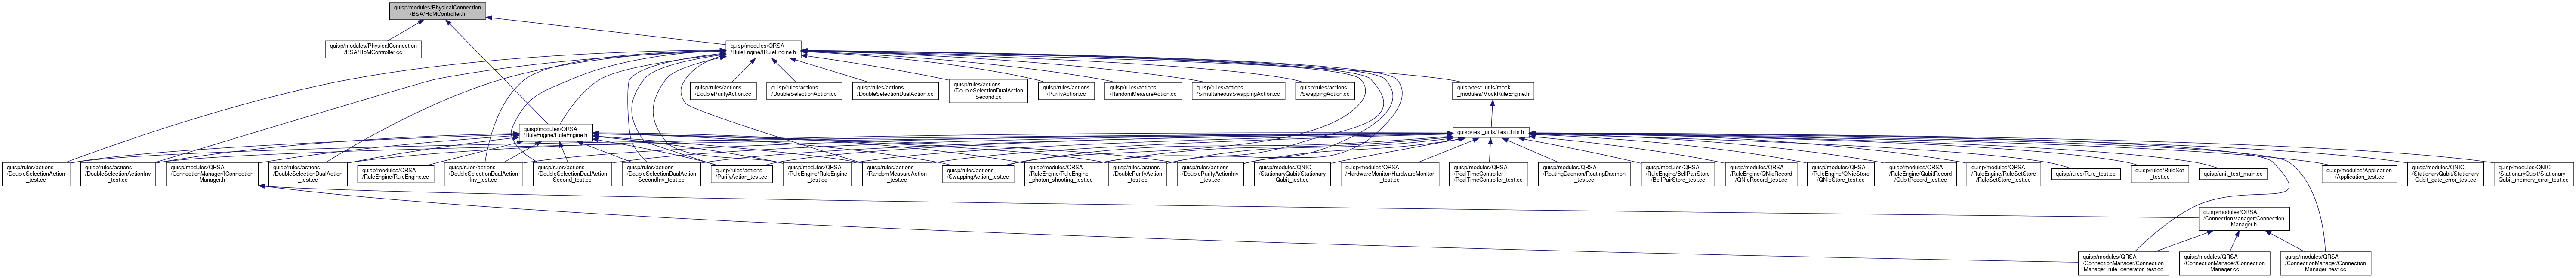 quisp/modules/PhysicalConnection
/BSA/HoMController.h
quisp/modules/PhysicalConnection
/BSA/HoMController.cc
quisp/modules/QRSA
/RuleEngine/IRuleEngine.h
quisp/rules/actions
/DoublePurifyAction.cc
quisp/rules/actions
/DoubleSelectionAction.cc
quisp/rules/actions
/DoubleSelectionDualAction.cc
quisp/rules/actions
/DoubleSelectionDualAction
Second.cc
quisp/rules/actions
/PurifyAction.cc
quisp/rules/actions
/RandomMeasureAction.cc
quisp/rules/actions
/SimultaneousSwappingAction.cc
quisp/rules/actions
/SwappingAction.cc
quisp/test_utils/mock
_modules/MockRuleEngine.h
quisp/modules/QRSA
/RuleEngine/RuleEngine.h
quisp/test_utils/TestUtils.h
quisp/rules/actions
/DoubleSelectionAction
_test.cc
quisp/rules/actions
/DoubleSelectionActionInv
_test.cc
quisp/modules/QRSA
/ConnectionManager/IConnection
Manager.h
quisp/rules/actions
/DoubleSelectionDualAction
_test.cc
quisp/modules/QRSA
/RuleEngine/RuleEngine.cc
quisp/rules/actions
/DoubleSelectionDualAction
Inv_test.cc
quisp/rules/actions
/DoubleSelectionDualAction
Second_test.cc
quisp/rules/actions
/DoubleSelectionDualAction
SecondInv_test.cc
quisp/rules/actions
/PurifyAction_test.cc
quisp/modules/QRSA
/RuleEngine/RuleEngine
_test.cc
quisp/rules/actions
/RandomMeasureAction
_test.cc
quisp/rules/actions
/SwappingAction_test.cc
quisp/modules/QRSA
/RuleEngine/RuleEngine
_photon_shooting_test.cc
quisp/rules/actions
/DoublePurifyAction
_test.cc
quisp/rules/actions
/DoublePurifyActionInv
_test.cc
quisp/modules/QNIC
/StationaryQubit/Stationary
Qubit_test.cc
quisp/modules/QRSA
/HardwareMonitor/HardwareMonitor
_test.cc
quisp/modules/QRSA
/RealTimeController
/RealTimeController_test.cc
quisp/modules/QRSA
/RoutingDaemon/RoutingDaemon
_test.cc
quisp/modules/QRSA
/RuleEngine/BellPairStore
/BellPairStore_test.cc
quisp/modules/QRSA
/RuleEngine/QNicRecord
/QNicRocord_test.cc
quisp/modules/QRSA
/RuleEngine/QNicStore
/QNicStore_test.cc
quisp/modules/QRSA
/RuleEngine/QubitRecord
/QubitRecord_test.cc
quisp/modules/QRSA
/RuleEngine/RuleSetStore
/RuleSetStore_test.cc
quisp/rules/Rule_test.cc
quisp/rules/RuleSet
_test.cc
quisp/unit_test_main.cc
quisp/modules/Application
/Application_test.cc
quisp/modules/QNIC
/StationaryQubit/Stationary
Qubit_gate_error_test.cc
quisp/modules/QNIC
/StationaryQubit/Stationary
Qubit_memory_error_test.cc
quisp/modules/QRSA
/ConnectionManager/Connection
Manager.h
quisp/modules/QRSA
/ConnectionManager/Connection
Manager_rule_generator_test.cc
quisp/modules/QRSA
/ConnectionManager/Connection
Manager.cc
quisp/modules/QRSA
/ConnectionManager/Connection
Manager_test.cc